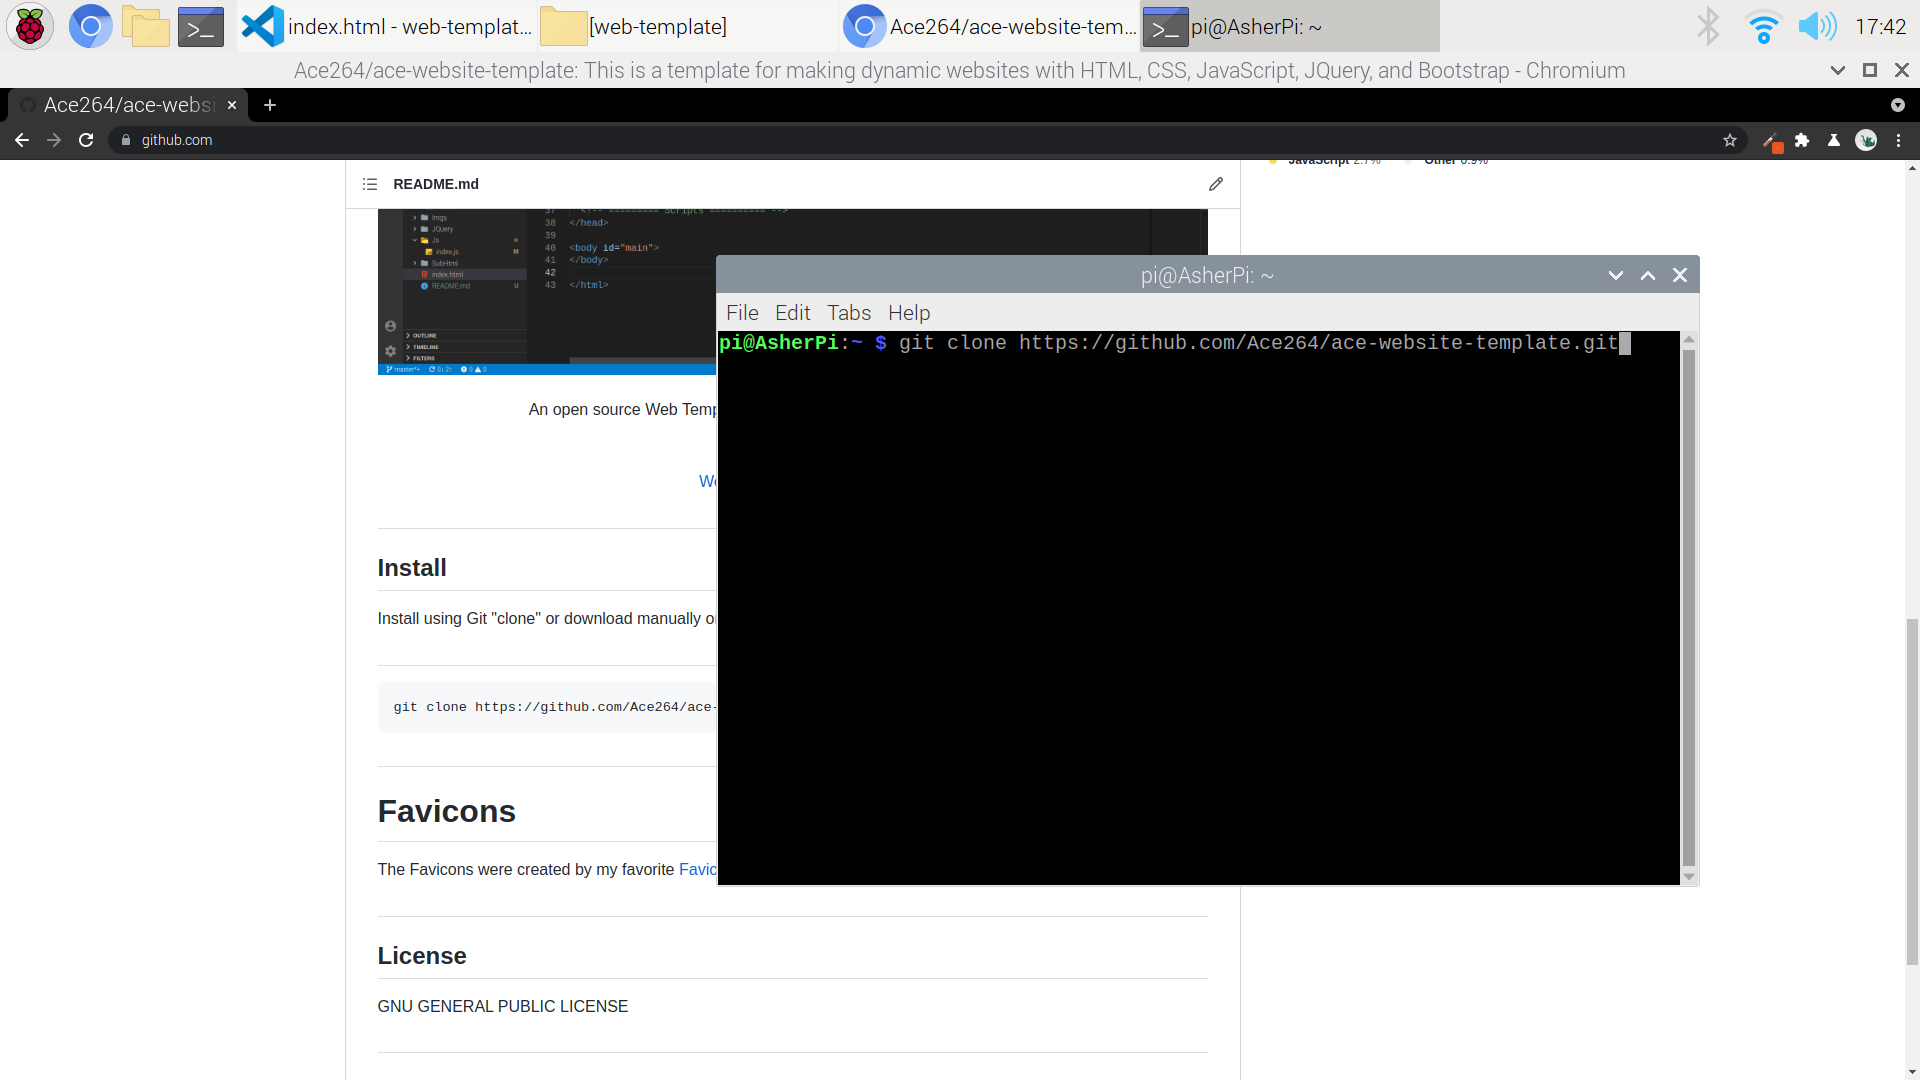 index.html - web-templat...
[web-template]
Ace264/ace-website-tem...
pi@AsherPi: ~
17:42
Ace264/ace-website-template: This is a template for making dynamic websites with HTML, CSS, JavaScript, JQuery, and Bootstrap - Chromium
Ace264/ace-websi
github.com
JavaScript 2.7% Other 0.9%
README.md
Imgs
JQuery
Js
index.js M
SubHtml
index.html
README.md U
OUTLINE
TIMELINE
FILTERS
37 <!-- ========= Scripts ========== -->
38 </head>
39
40 <body id="main">
41 </body>
42
43 </html>
master*+
pi@AsherPi: ~
File Edit Tabs Help
pi@AsherPi:~ $ git clone https://github.com/Ace264/ace-website-template.git
An open source Web Temp
We
Install
Install using Git "clone" or download manually o
git clone https://github.com/Ace264/ace-
Favicons
The Favicons were created by my favorite Favic
License
GNU GENERAL PUBLIC LICENSE